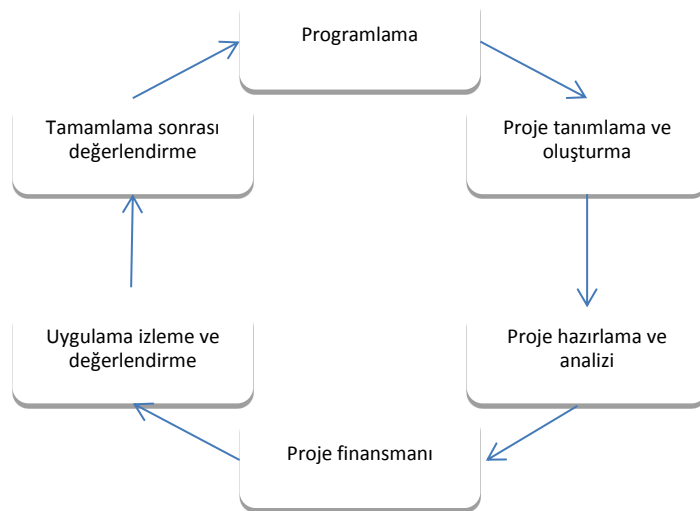 Programlama
Proje tanımlama ve
oluşturma
Proje hazırlama ve
analizi
Proje finansmanı
Uygulama izleme ve
değerlendirme
Tamamlama sonrası
değerlendirme